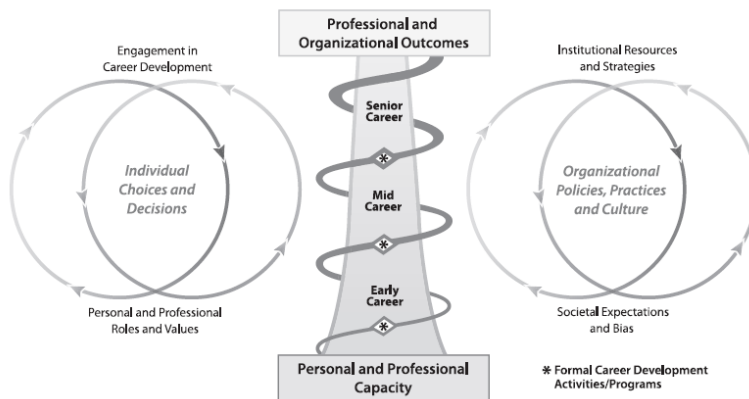 Professional and
Organizational Outcomes
Engagement in
Career Development
Individual
Choices and
Decisions
Personal and Professional
Roles and Values
Senior
Career
*
Mid
Career
*
Early
Career
*
Personal and Professional
Capacity
Institutional Resources
and Strategies
Organizational
Policies, Practices
and Culture
Societal Expectations
and Bias
* Formal Career Development
Activities/Programs